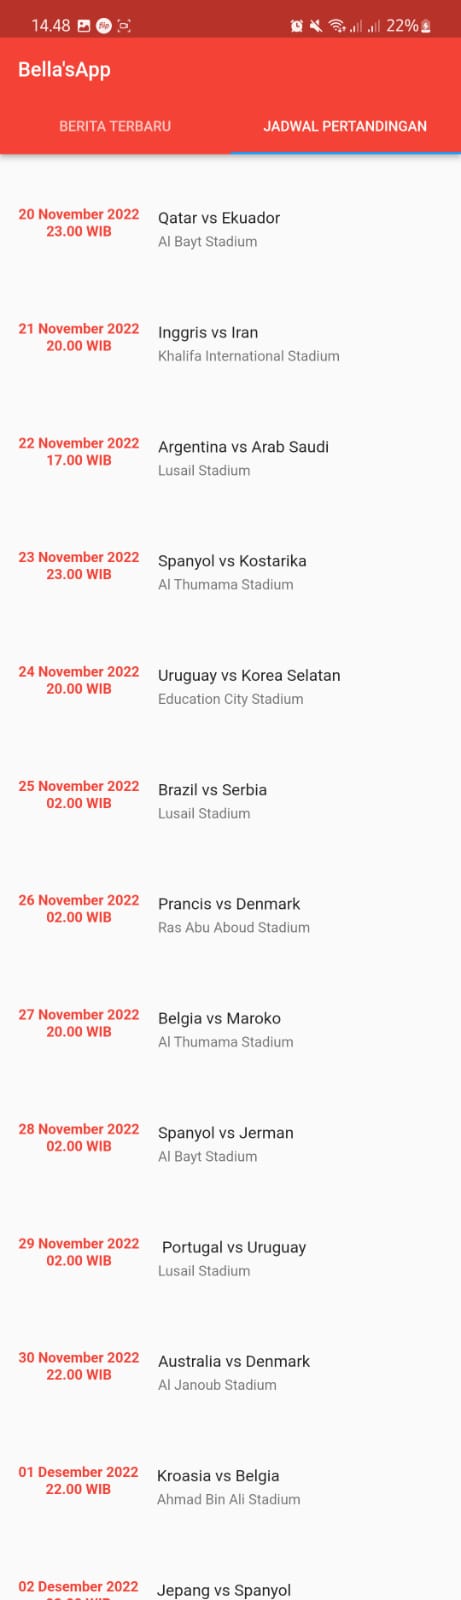 14.48 flip 22%
Bella'sApp
BERITA TERBARU JADWAL PERTANDINGAN
20 November 2022
23.00 WIB
Qatar vs Ekuador
Al Bayt Stadium
21 November 2022
20.00 WIB
Inggris vs Iran
Khalifa International Stadium
22 November 2022
17.00 WIB
Argentina vs Arab Saudi
Lusail Stadium
23 November 2022
23.00 WIB
Spanyol vs Kostarika
Al Thumama Stadium
24 November 2022
20.00 WIB
Uruguay vs Korea Selatan
Education City Stadium
25 November 2022
02.00 WIB
Brazil vs Serbia
Lusail Stadium
26 November 2022
02.00 WIB
Prancis vs Denmark
Ras Abu Aboud Stadium
27 November 2022
20.00 WIB
Belgia vs Maroko
Al Thumama Stadium
28 November 2022
02.00 WIB
Spanyol vs Jerman
Al Bayt Stadium
29 November 2022
02.00 WIB
Portugal vs Uruguay
Lusail Stadium
30 November 2022
22.00 WIB
Australia vs Denmark
Al Janoub Stadium
01 Desember 2022
22.00 WIB
Kroasia vs Belgia
Ahmad Bin Ali Stadium
02 Desember 2022
Jepang vs Spanyol